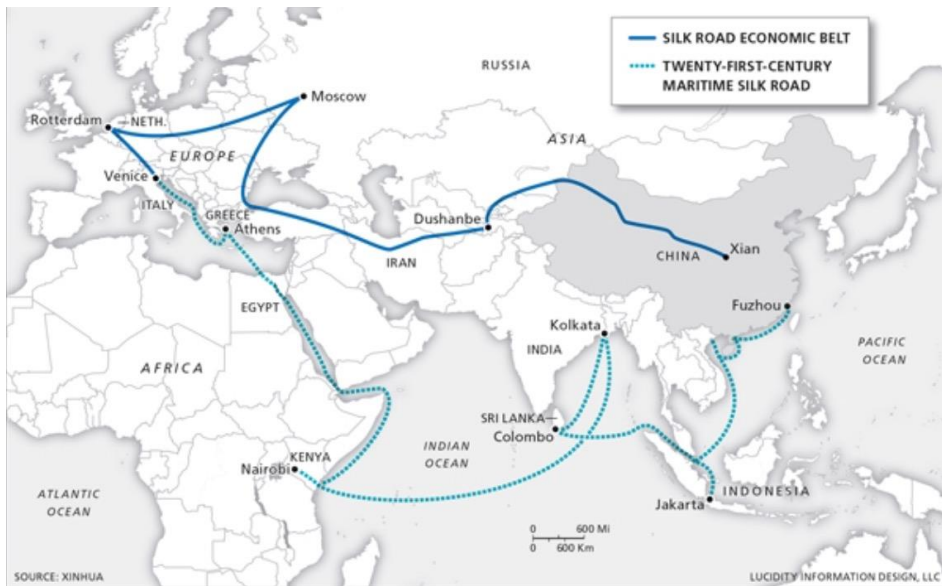 SILK ROAD ECONOMIC BELT
TWENTY-FIRST-CENTURY
MARITIME SILK ROAD
RUSSIA
Moscow
Rotterdam
NETH.
ASIA
EUROPE
Venice
ITALY
GREECE
Athens
Dushanbe
IRAN
CHINA
Xian
EGYPT
Fuzhou
Kolkata
INDIA
PACIFIC
OCEAN
AFRICA
SRI LANKA
Colombo
INDIAN
OCEAN
KENYA
Nairobi
ATLANTIC
OCEAN
Jakarta
INDONESIA
0 600 Mi
0 600 Km
SOURCE: XINHUA
LUCIDITY INFORMATION DESIGN, LLC